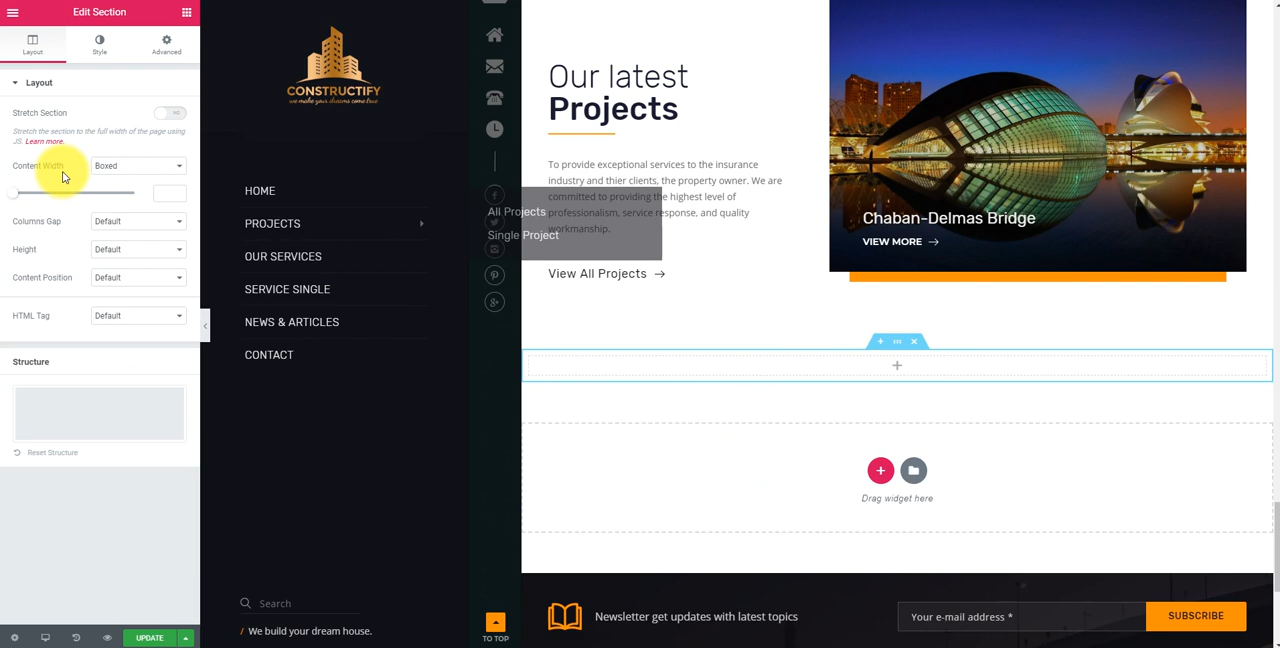 Edit Section
Layout
Style
Advanced
Layout
Stretch Section
NO
Stretch the section to the full width of the page using
JS. Learn more.
Content Width
Boxed
Columns Gap
Default
Height
Default
Content Position
Default
HTML Tag
Default
Structure
Reset Structure
UPDATE
CONSTRUCTIFY
we make your dreams come true
HOME
PROJECTS
OUR SERVICES
SERVICE SINGLE
NEWS & ARTICLES
CONTACT
Search
/ We build your dream house.
All Projects
Single Project
TO TOP
Our latest
Projects
To provide exceptional services to the insurance
industry and thier clients, the property owner. We are
committed to providing the highest level of
professionalism, service response, and quality
workmanship.
View All Projects
Chaban-Delmas Bridge
VIEW MORE
Drag widget here
Newsletter get updates with latest topics
Your e-mail address *
SUBSCRIBE